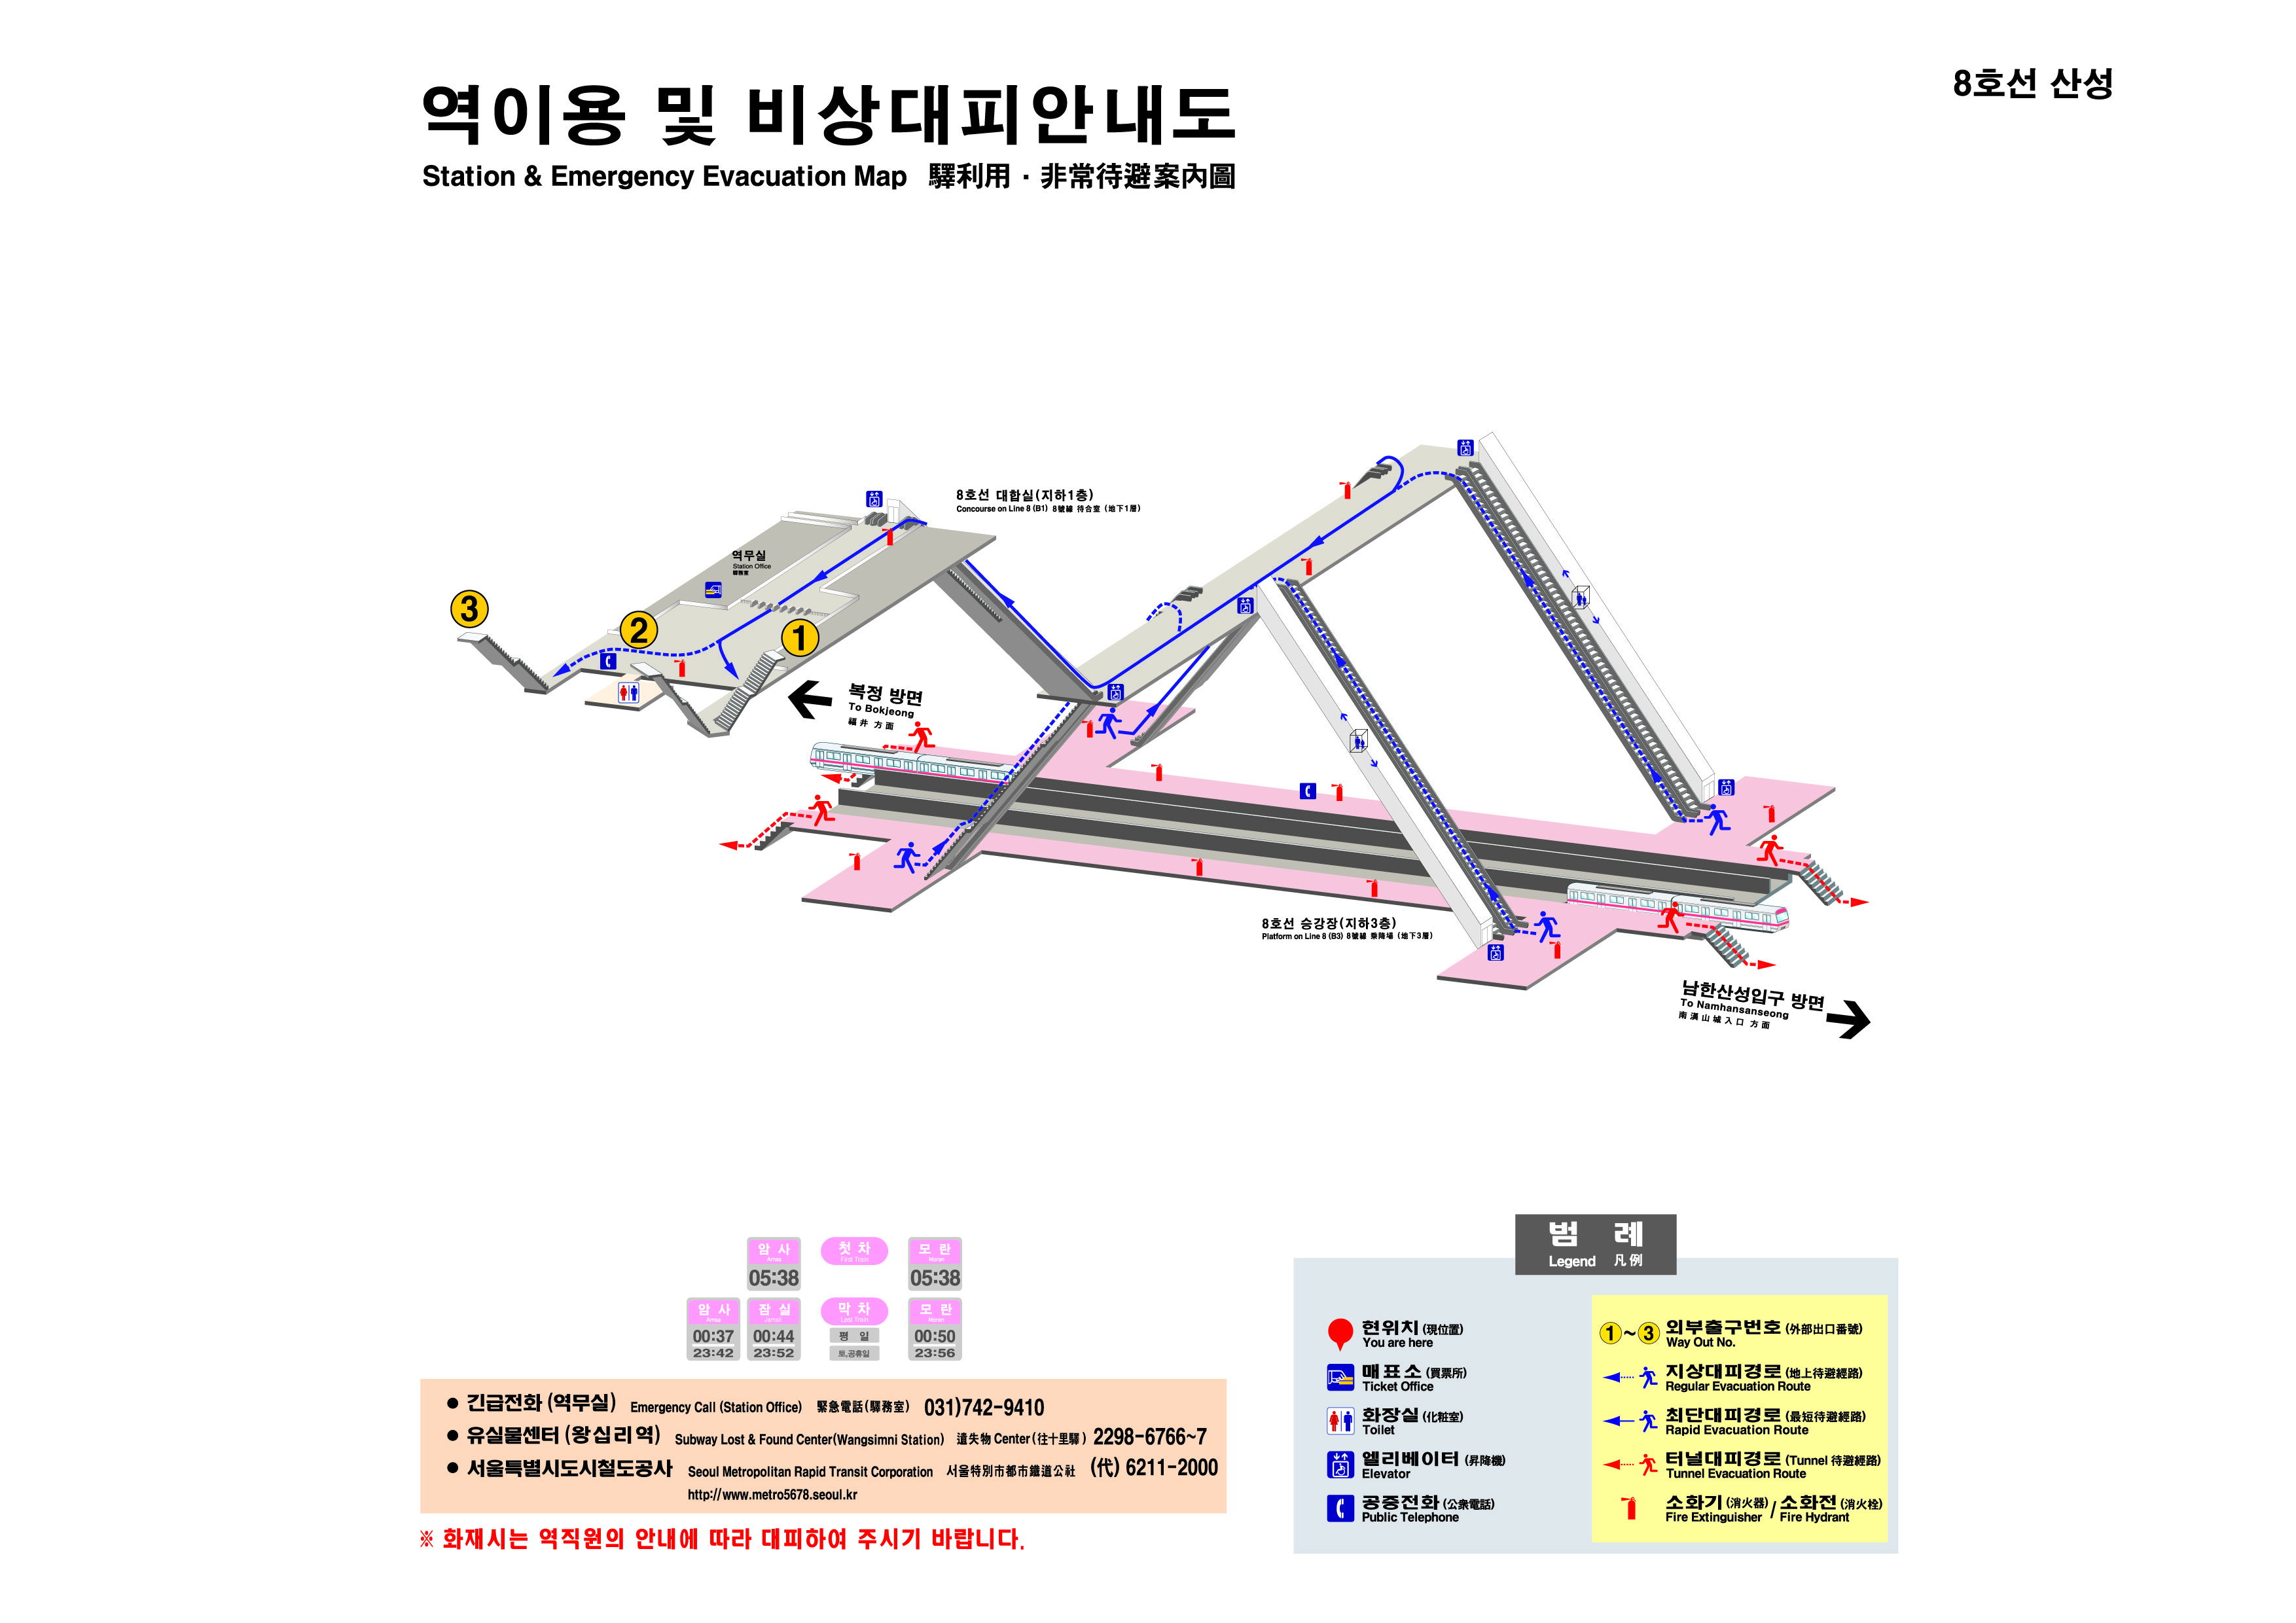 8호선 산성
역이용 및 비상대피안내도
Station & Emergency Evacuation Map 驛利用 · 非常待避案內圖
8호선 대합실(지하1층)
Concourse on Line 8 (B1) 8號線 待合室 (地下1層)
역무실
Station Office
驛務室
3
2
1
복정 방면
To Bokjeong
福井 方面
8호선 승강장(지하3층)
Platform on Line 8 (B3) 8號線 乘降場 (地下3層)
남한산성입구 방면
To Namhansanseong
南漢山城入口 方面
암 사 첫 차 모 란
Amsa First Train Moran
05:38 05:38
암 사 잠 실 막 차 모 란
Amsa Jamsil Last Train Moran
00:37 00:44 평 일 00:50
23:42 23:52 토,공휴일 23:56
● 긴급전화 (역무실) Emergency Call (Station Office) 緊急電話(驛務室) 031)742-9410
● 유실물센터 (왕십리역) Subway Lost & Found Center(Wangsimni Station) 遺失物 Center (往十里驛) 2298-6766~7
● 서울특별시도시철도공사 Seoul Metropolitan Rapid Transit Corporation 서울特別市都市鐵道公社 (代) 6211-2000
http://www.metro5678.seoul.kr
※ 화재시는 역직원의 안내에 따라 대피하여 주시기 바랍니다.
범 례
Legend 凡例
현위치 (現位置)
You are here
매표소 (買票所)
Ticket Office
화장실 (化粧室)
Toilet
엘리베이터 (昇降機)
Elevator
공중전화 (公衆電話)
Public Telephone
1 ~ 3 외부출구번호 (外部出口番號)
Way Out No.
지상대피경로 (地上待避經路)
Regular Evacuation Route
최단대피경로 (最短待避經路)
Rapid Evacuation Route
터널대피경로 (Tunnel 待避經路)
Tunnel Evacuation Route
소화기 (消火器) / 소화전 (消火栓)
Fire Extinguisher / Fire Hydrant